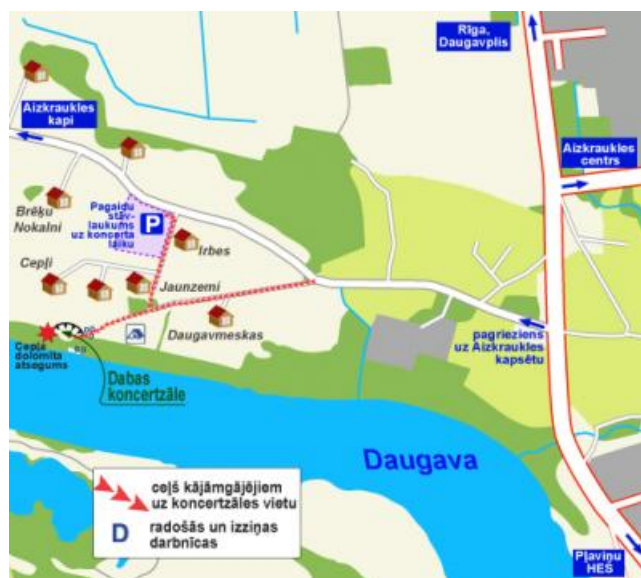 Rīga,
Daugavplis
Aizkraukles
kapi
Aizkraukles
centrs
Brēķu
Nokalni
Pagaidu
stāv-
laukums
uz koncerta
laiku
P
Irbes
Cepļi
Jaunzemi
Daugavmeskas
pagrieziens
uz Aizkraukles
kapsētu
Cepļa
dolomīta
atsegums
Dabas
koncertzāle
Daugava
ceļš kājāmgājējiem
uz koncertzāles vietu
D radošās un izziņas
darbnīcas
Pļaviņu
HES